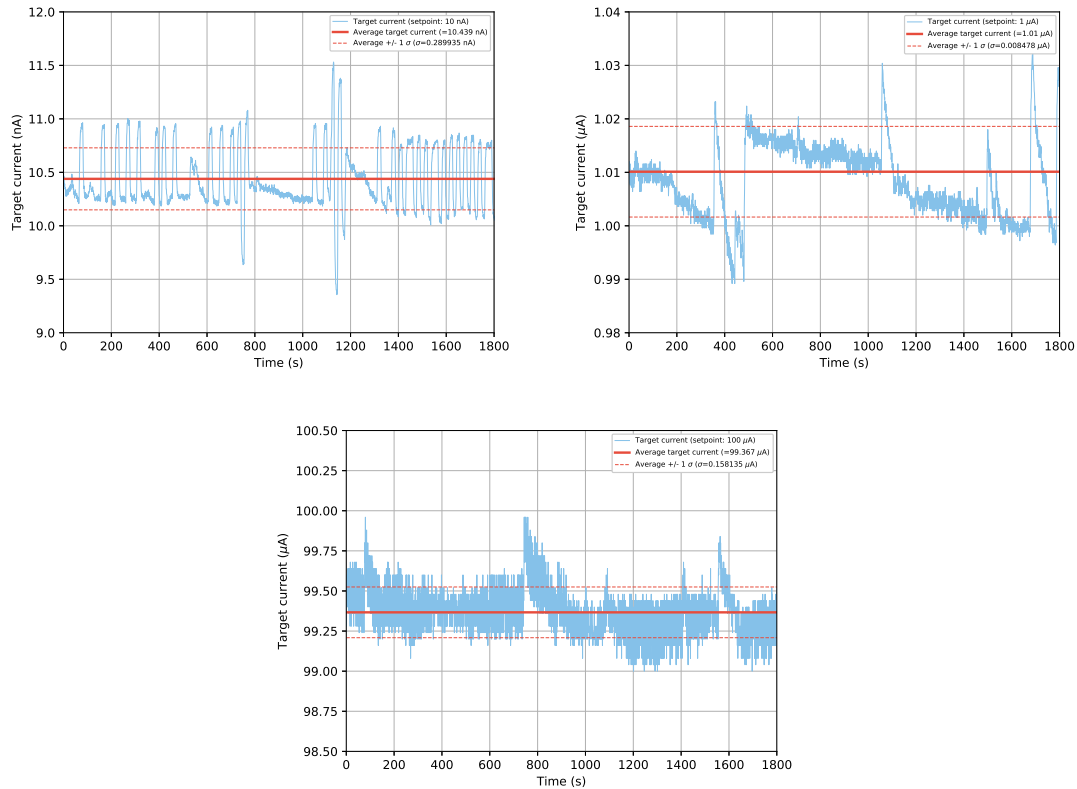 12.0
11.5
11.0
10.5
10.0
9.5
9.0
Target current (nA)
0 200 400 600 800 1000 1200 1400 1600 1800
Time (s)
Target current (setpoint: 10 nA)
Average target current (=10.439 nA)
Average +/- 1 σ (σ=0.289935 nA)
1.04
1.03
1.02
1.01
1.00
0.99
0.98
Target current (μA)
0 200 400 600 800 1000 1200 1400 1600 1800
Time (s)
Target current (setpoint: 1 μA)
Average target current (=1.01 μA)
Average +/- 1 σ (σ=0.008478 μA)
100.50
100.25
100.00
99.75
99.50
99.25
99.00
98.75
98.50
Target current (μA)
0 200 400 600 800 1000 1200 1400 1600 1800
Time (s)
Target current (setpoint: 100 μA)
Average target current (=99.367 μA)
Average +/- 1 σ (σ=0.158135 μA)